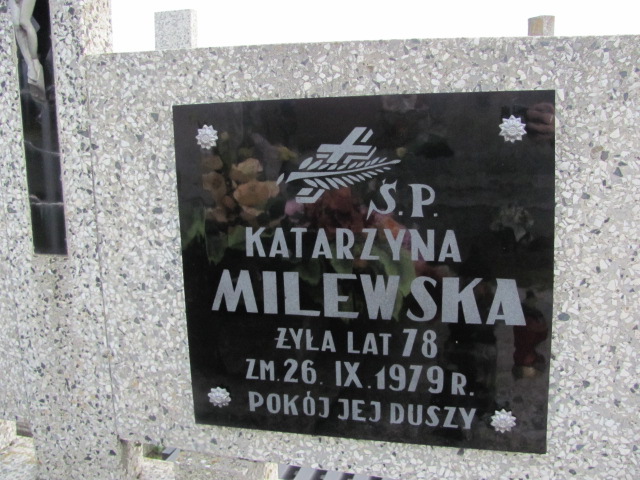 Ś.P.
KATARZYNA
MILEWSKA
ŻYŁA LAT 78
ZM. 26. IX. 1979 R.
POKÓJ JEJ DUSZY